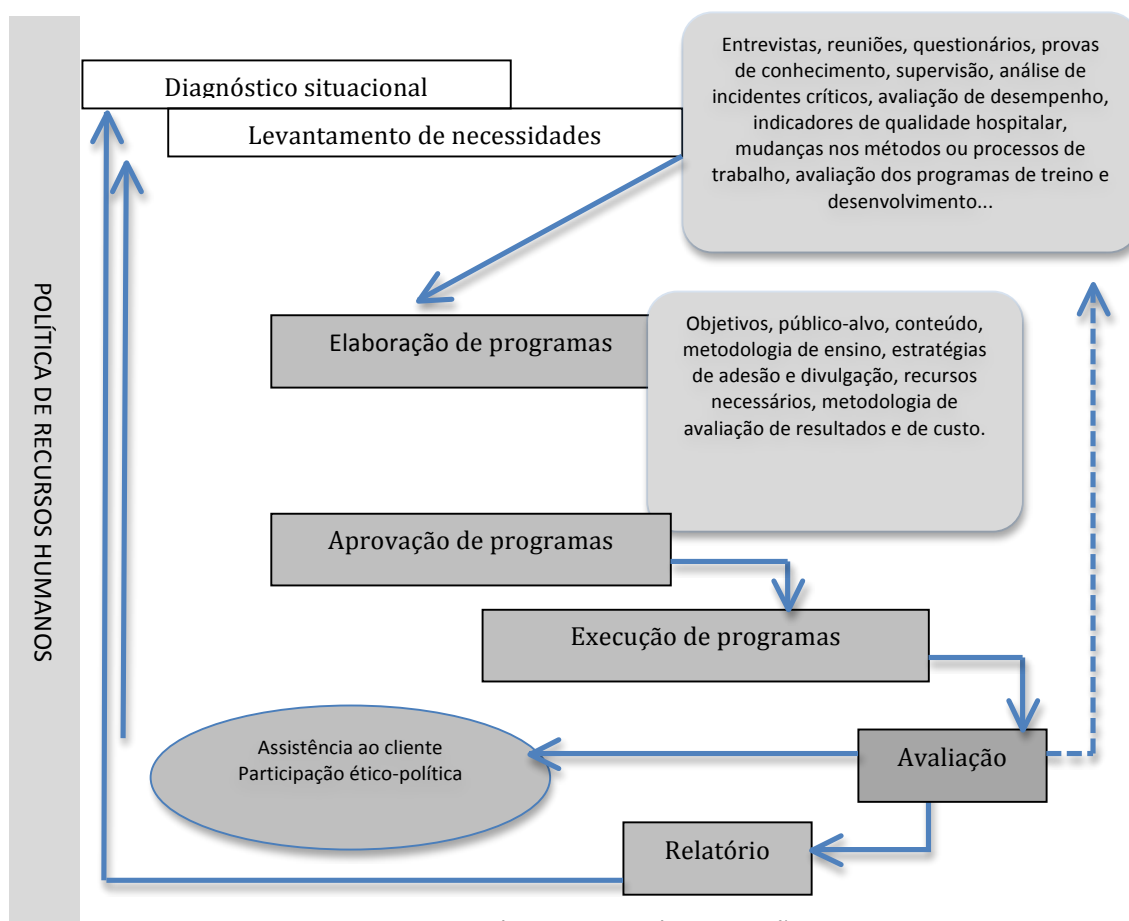 POLÍTICA DE RECURSOS HUMANOS
Diagnóstico situacional
Levantamento de necessidades
Entrevistas, reuniões, questionários, provas
de conhecimento, supervisão, análise de
incidentes críticos, avaliação de desempenho,
indicadores de qualidade hospitalar,
mudanças nos métodos ou processos de
trabalho, avaliação dos programas de treino e
desenvolvimento...
Elaboração de programas
Objetivos, público-alvo, conteúdo,
metodologia de ensino, estratégias
de adesão e divulgação, recursos
necessários, metodologia de
avaliação de resultados e de custo.
Aprovação de programas
Execução de programas
Assistência ao cliente
Participação ético-política
Avaliação
Relatório